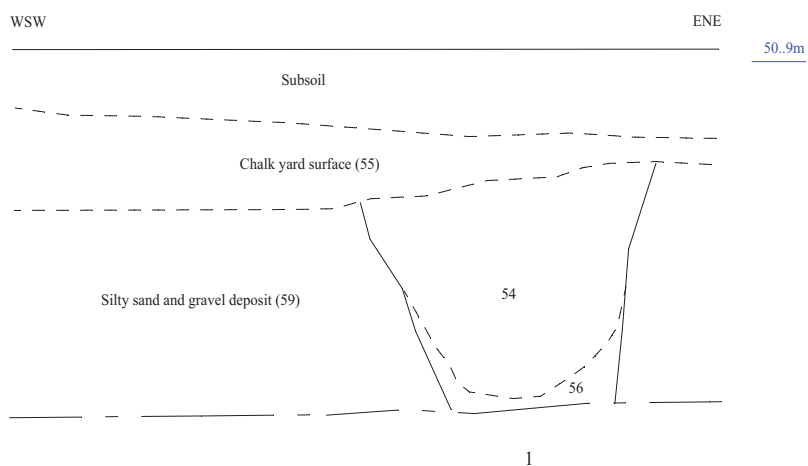 WSW
ENE
50..9m
Subsoil
Chalk yard surface (55)
Silty sand and gravel deposit (59)
54
56
1